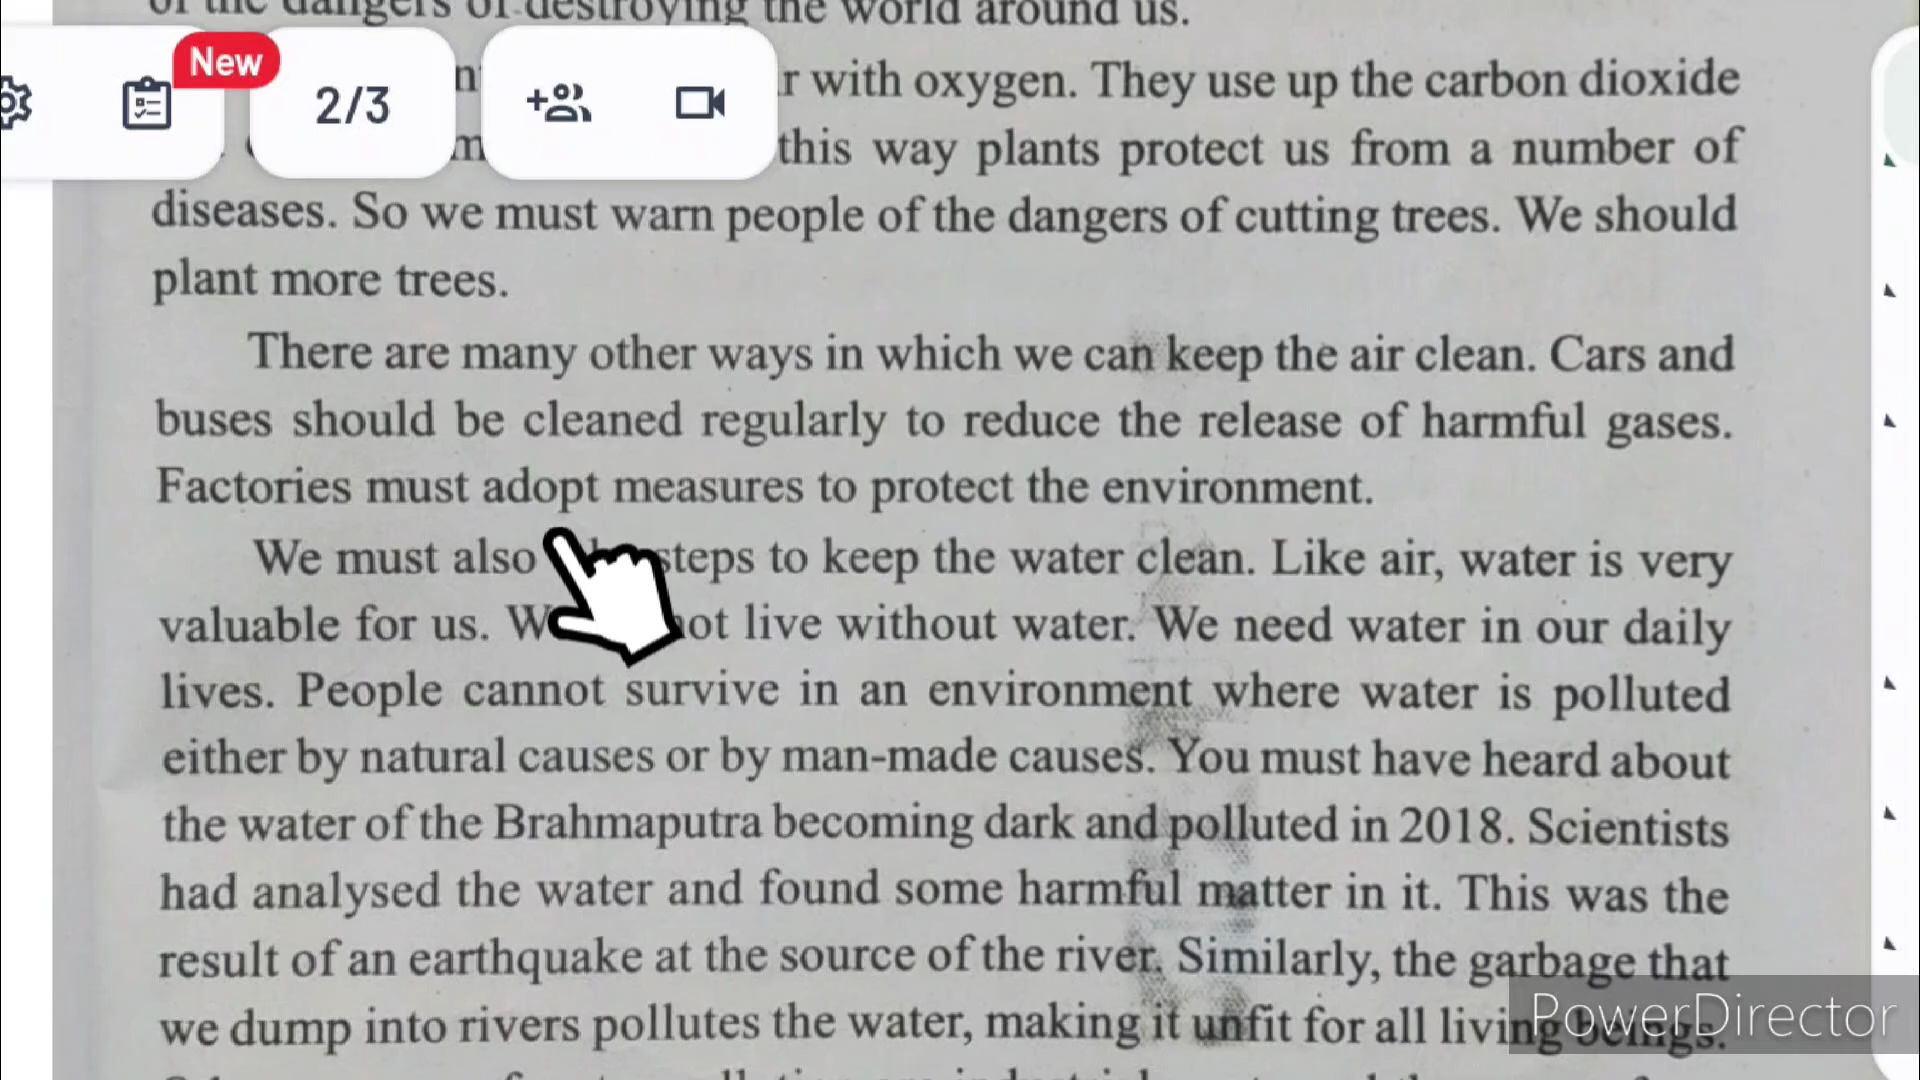 of the dangers of destroying the world around us.
New
2/3
r with oxygen. They use up the carbon dioxide
this way plants protect us from a number of
diseases. So we must warn people of the dangers of cutting trees. We should
plant more trees.
There are many other ways in which we can keep the air clean. Cars and
buses should be cleaned regularly to reduce the release of harmful gases.
Factories must adopt measures to protect the environment.
We must also steps to keep the water clean. Like air, water is very
valuable for us. W not live without water. We need water in our daily
lives. People cannot survive in an environment where water is polluted
either by natural causes or by man-made causes. You must have heard about
the water of the Brahmaputra becoming dark and polluted in 2018. Scientists
had analysed the water and found some harmful matter in it. This was the
result of an earthquake at the source of the river. Similarly, the garbage that
we dump into rivers pollutes the water, making it unfit for all living beings.
PowerDirector